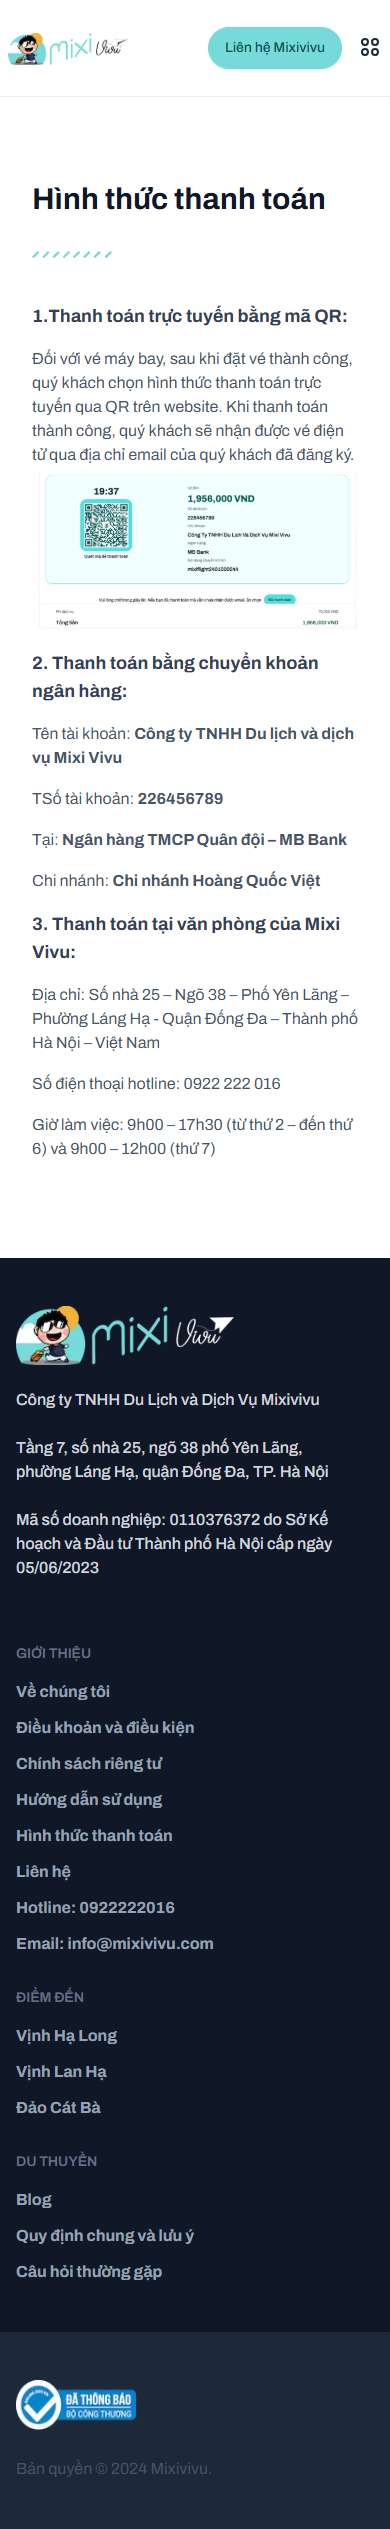 mixi Vivu
Liên hệ Mixivivu
Hình thức thanh toán
1.Thanh toán trực tuyến bằng mã QR:
Đối với vé máy bay, sau khi đặt vé thành công,
quý khách chọn hình thức thanh toán trực
tuyến qua QR trên website. Khi thanh toán
thành công, quý khách sẽ nhận được vé điện
tử qua địa chỉ email của quý khách đã đăng ký.
19:37
Quét mã để thanh toán
Số tiền
1,956,000 VND
Số tài khoản
226456789
Công Ty TNHH Du Lịch Và Dịch Vụ Mixi Vivu
Ngân hàng
MB Bank
mixiflight2401000044
Tổng tiền
1,956,000 VND
2. Thanh toán bằng chuyển khoản
ngân hàng:
Tên tài khoản: Công ty TNHH Du lịch và dịch
vụ Mixi Vivu
TSố tài khoản: 226456789
Tại: Ngân hàng TMCP Quân đội – MB Bank
Chi nhánh: Chi nhánh Hoàng Quốc Việt
3. Thanh toán tại văn phòng của Mixi
Vivu:
Địa chỉ: Số nhà 25 – Ngõ 38 – Phố Yên Lãng –
Phường Láng Hạ - Quận Đống Đa – Thành phố
Hà Nội – Việt Nam
Số điện thoại hotline: 0922 222 016
Giờ làm việc: 9h00 – 17h30 (từ thứ 2 – đến thứ
6) và 9h00 – 12h00 (thứ 7)
mixi Vivu
Công ty TNHH Du Lịch và Dịch Vụ Mixivivu
Tầng 7, số nhà 25, ngõ 38 phố Yên Lãng,
phường Láng Hạ, quận Đống Đa, TP. Hà Nội
Mã số doanh nghiệp: 0110376372 do Sở Kế
hoạch và Đầu tư Thành phố Hà Nội cấp ngày
05/06/2023
GIỚI THIỆU
Về chúng tôi
Điều khoản và điều kiện
Chính sách riêng tư
Hướng dẫn sử dụng
Hình thức thanh toán
Liên hệ
Hotline: 0922222016
Email: info@mixivivu.com
ĐIỂM ĐẾN
Vịnh Hạ Long
Vịnh Lan Hạ
Đảo Cát Bà
DU THUYỀN
Blog
Quy định chung và lưu ý
Câu hỏi thường gặp
ĐÃ THÔNG BÁO
BỘ CÔNG THƯƠNG
Bản quyền © 2024 Mixivivu.